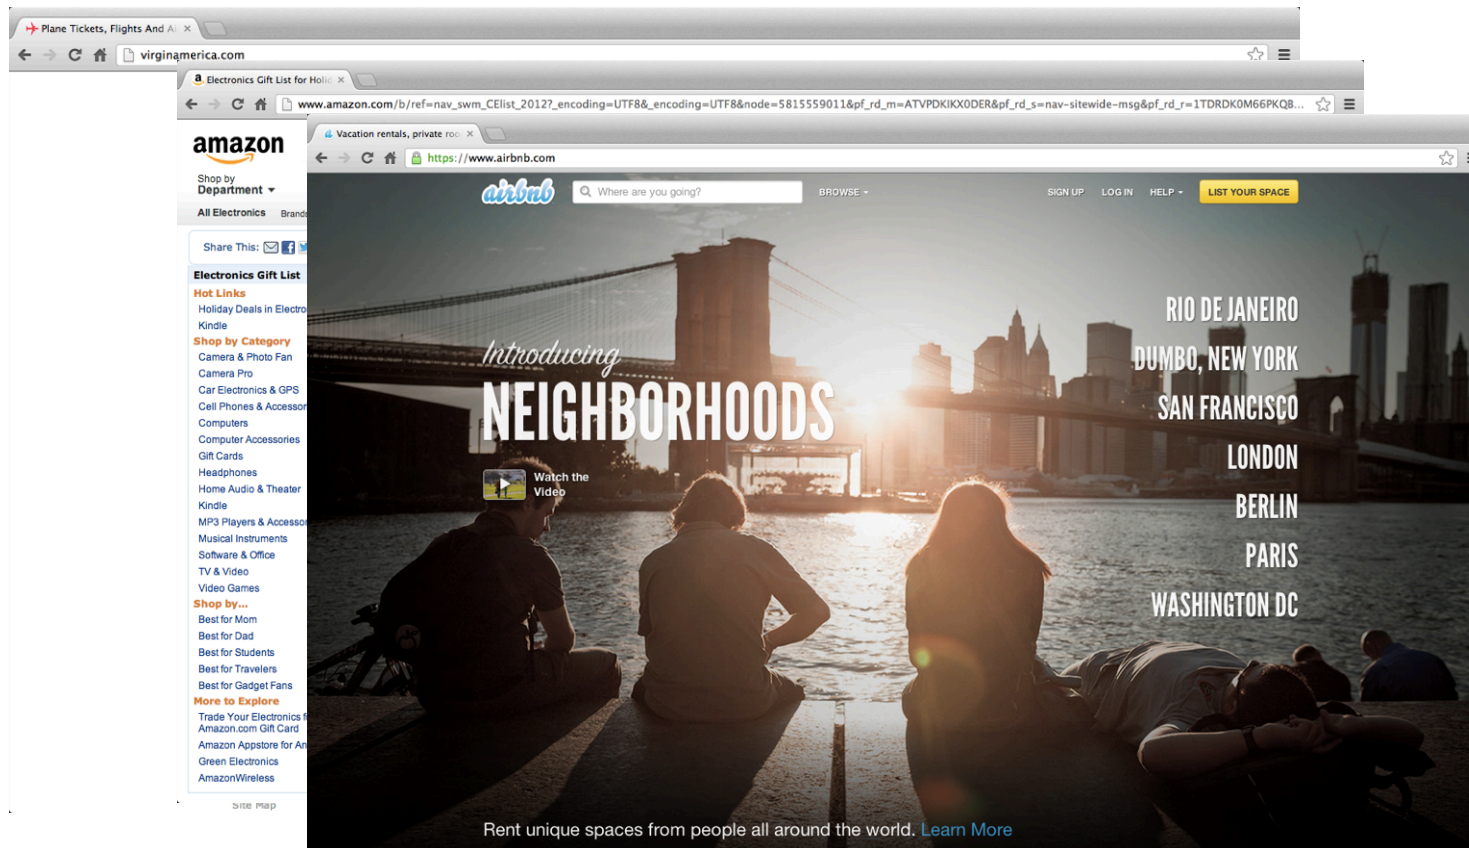 Plane Tickets, Flights And Ai
virginamerica.com
Electronics Gift List for Holid
www.amazon.com/b/ref=nav_swm_CElist_2012?_encoding=UTF8&_encoding=UTF8&node=5815559011&pf_rd_m=ATVPDKIKX0DER&pf_rd_s=nav-sitewide-msg&pf_rd_r=1TDRDK0M66PKQB...
amazon
Shop by
Department
All Electronics Brands
Share This:
Electronics Gift List
Hot Links
Holiday Deals in Electro
Kindle
Shop by Category
Camera & Photo Fan
Camera Pro
Car Electronics & GPS
Cell Phones & Accessor
Computers
Computer Accessories
Gift Cards
Headphones
Home Audio & Theater
Kindle
MP3 Players & Accessor
Musical Instruments
Software & Office
TV & Video
Video Games
Shop by...
Best for Mom
Best for Dad
Best for Students
Best for Travelers
Best for Gadget Fans
More to Explore
Trade Your Electronics f
Amazon.com Gift Card
Amazon Appstore for An
Green Electronics
AmazonWireless
Site Map
Vacation rentals, private roo
https://www.airbnb.com
airbnb Where are you going? BROWSE SIGN UP LOG IN HELP LIST YOUR SPACE
Introducing
NEIGHBORHOODS
Watch the
Video
RIO DE JANEIRO
DUMBO, NEW YORK
SAN FRANCISCO
LONDON
BERLIN
PARIS
WASHINGTON DC
Rent unique spaces from people all around the world. Learn More